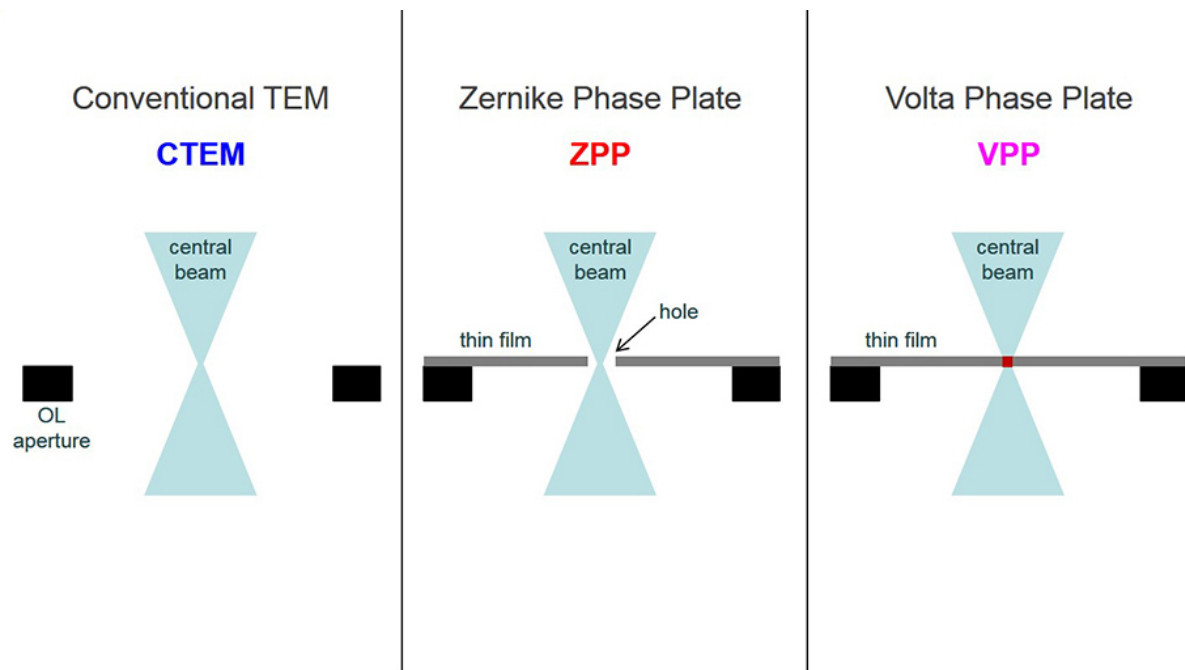 Conventional TEM
CTEM
central
beam
OL
aperture
Zernike Phase Plate
ZPP
central
beam
hole
thin film
Volta Phase Plate
VPP
central
beam
thin film